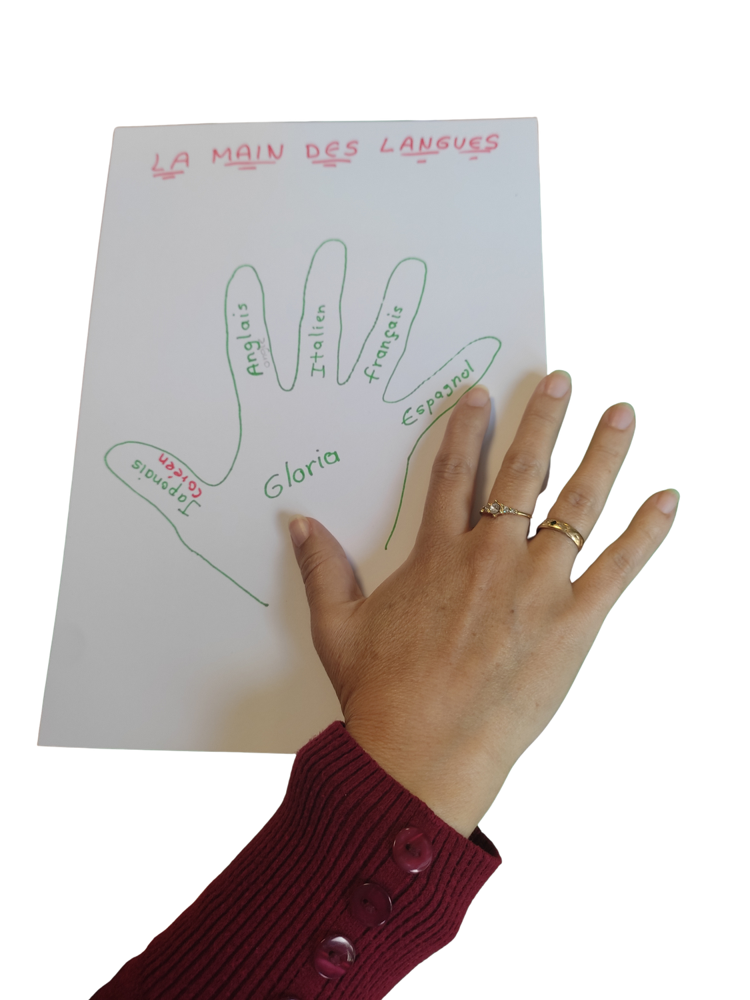 LA MAIN DES LANGUES
Anglais
Italien
français
Espagnol
Japonais
coréen
Gloria